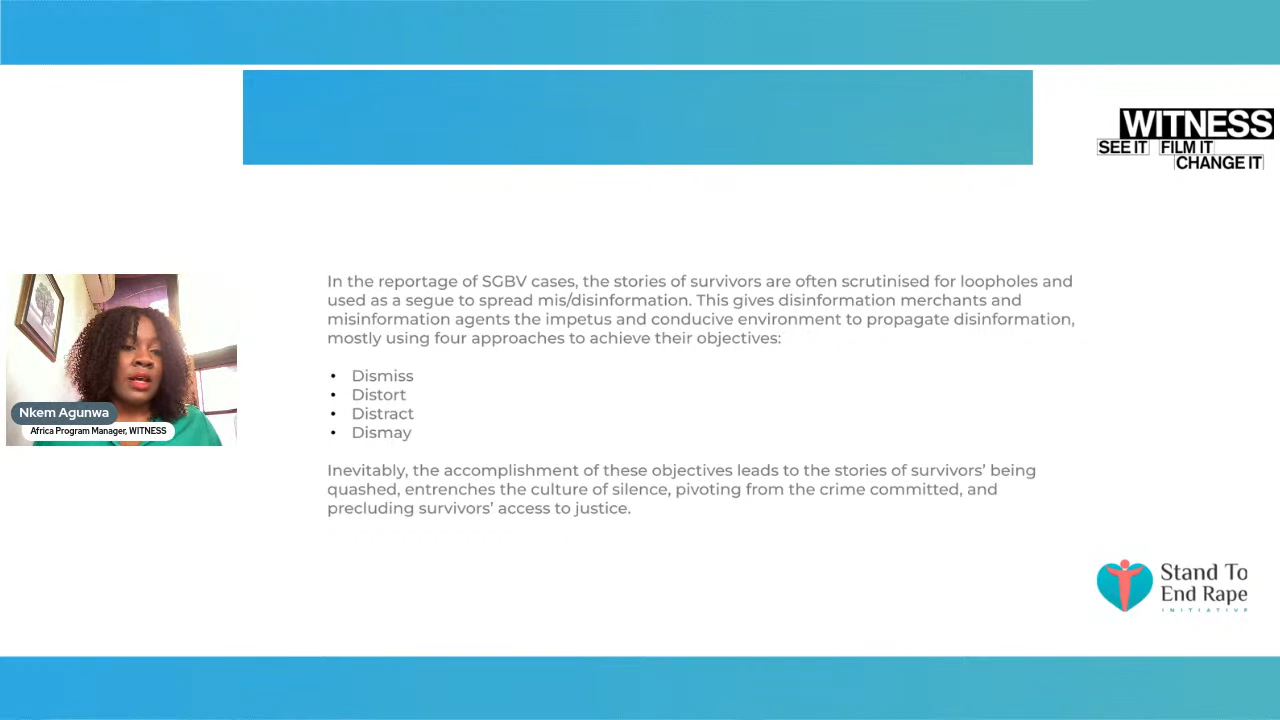 WITNESS
SEE IT FILM IT
CHANGE IT
In the reportage of SGBV cases, the stories of survivors are often scrutinised for loopholes and
used as a segue to spread mis/disinformation. This gives disinformation merchants and
misinformation agents the impetus and conducive environment to propagate disinformation,
mostly using four approaches to achieve their objectives:
• Dismiss
• Distort
• Distract
• Dismay
Inevitably, the accomplishment of these objectives leads to the stories of survivors’ being
quashed, entrenches the culture of silence, pivoting from the crime committed, and
precluding survivors’ access to justice.
Nkem Agunwa
Africa Program Manager, WITNESS
Stand To
End Rape
INITIATIVE